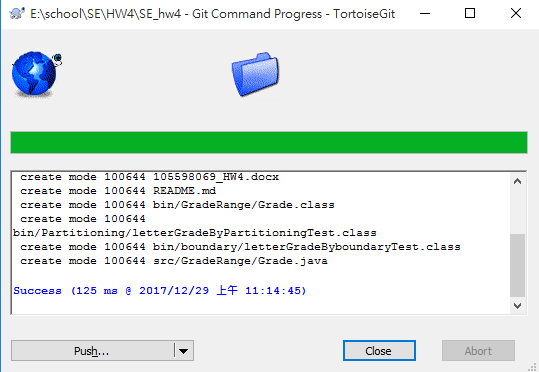 E:\school\SE\HW4\SE_hw4 - Git Command Progress - TortoiseGit
create mode 100644 105598069_HW4.docx
create mode 100644 README.md
create mode 100644 bin/GradeRange/Grade.class
create mode 100644
bin/Partitioning/letterGradeByPartitioningTest.class
create mode 100644 bin/boundary/letterGradeByboundaryTest.class
create mode 100644 src/GradeRange/Grade.java
Success (125 ms @ 2017/12/29 上午 11:14:45)
Push...
Close
Abort